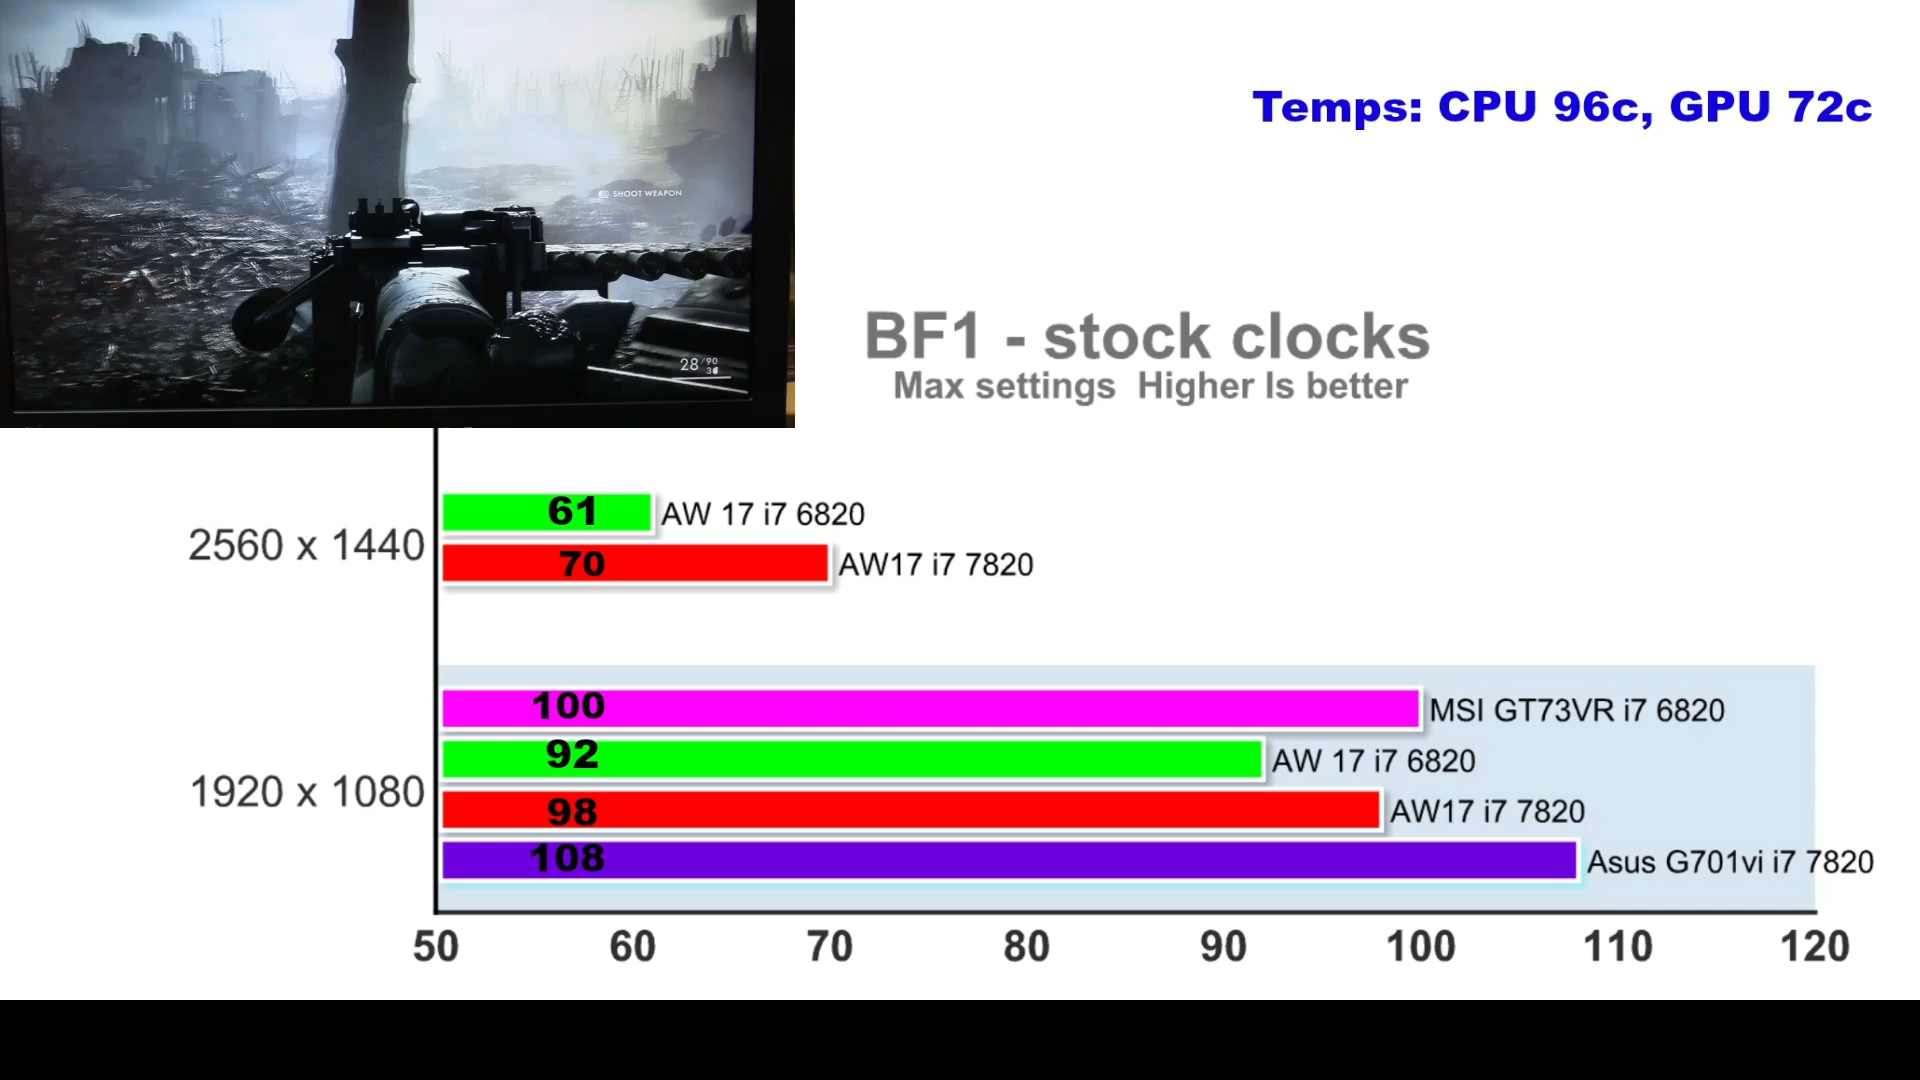 Temps: CPU 96c, GPU 72c
SHOOT WEAPON
BF1 - stock clocks
Max settings Higher Is better
28/90
3
2560 x 1440
61 AW 17 i7 6820
70 AW17 i7 7820
1920 x 1080
100 MSI GT73VR i7 6820
92 AW 17 i7 6820
98 AW17 i7 7820
108 Asus G701vi i7 7820
50 60 70 80 90 100 110 120